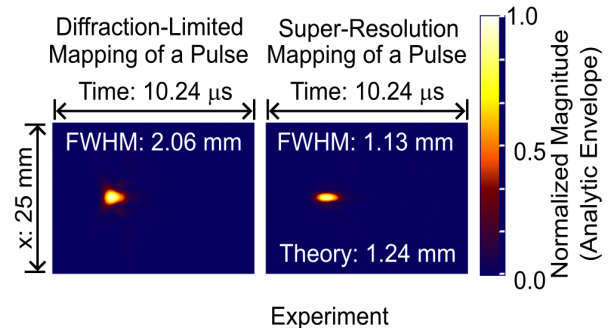 Diffraction-Limited
Mapping of a Pulse
Super-Resolution
Mapping of a Pulse
Time: 10.24 μs
Time: 10.24 μs
x: 25 mm
FWHM: 2.06 mm
FWHM: 1.13 mm
Theory: 1.24 mm
1.0
0.5
0.0
Normalized Magnitude
(Analytic Envelope)
Experiment